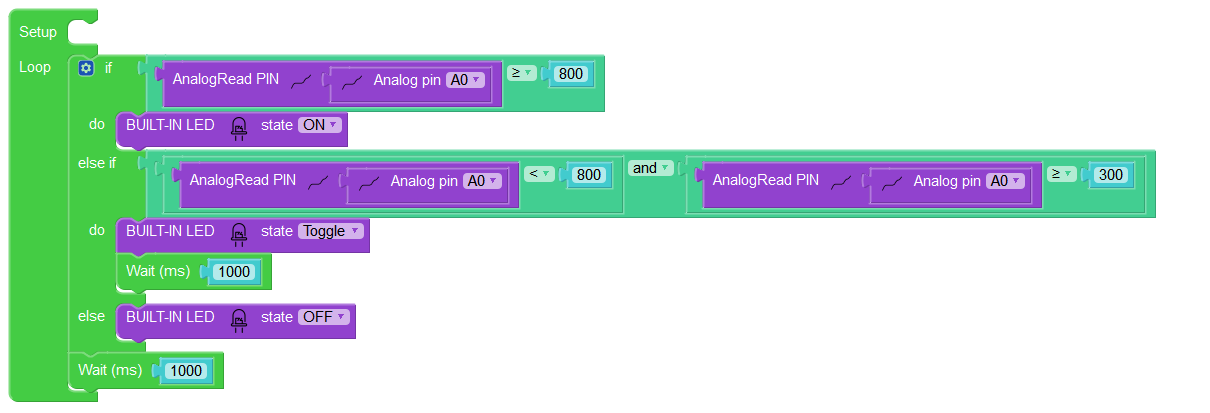 Setup
Loop if AnalogRead PIN Analog pin A0 ≥ 800
do BUILT-IN LED state ON
else if AnalogRead PIN Analog pin A0 < 800 and AnalogRead PIN Analog pin A0 ≥ 300
do BUILT-IN LED state Toggle
Wait (ms) 1000
else BUILT-IN LED state OFF
Wait (ms) 1000